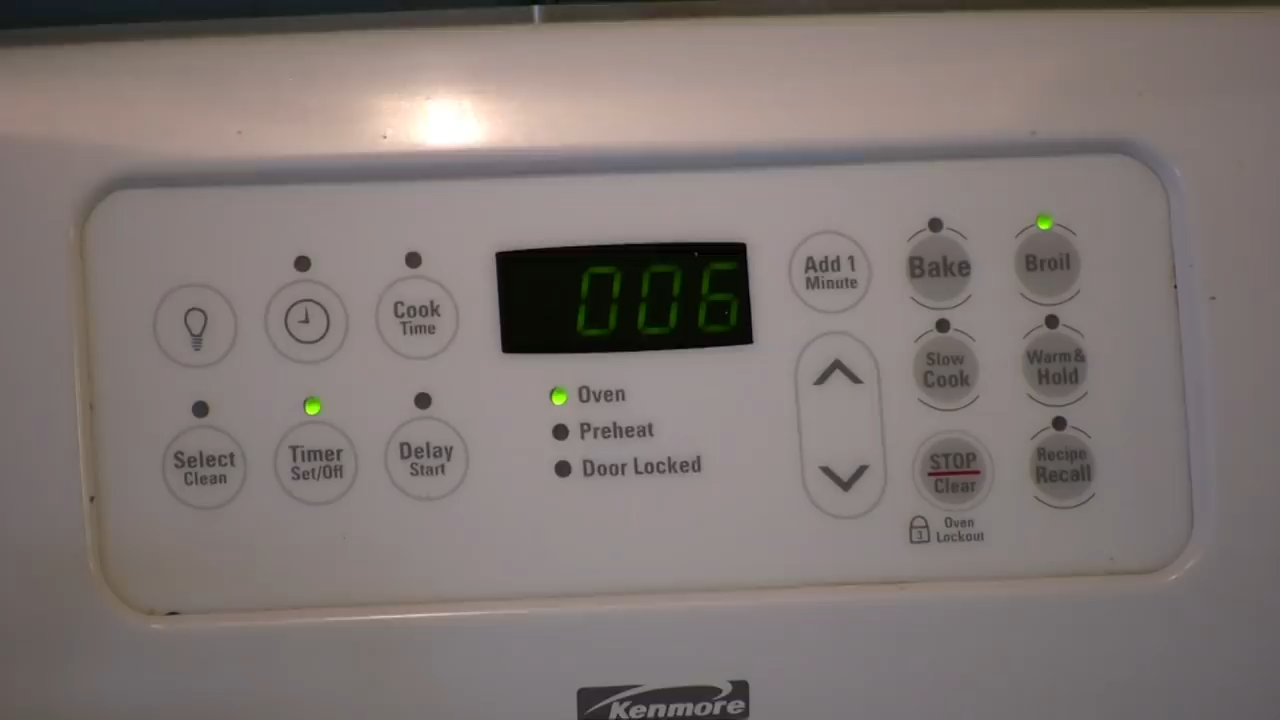 Cook
Time
Select
Clean
Timer
Set/Off
Delay
Start
006
Oven
Preheat
Door Locked
Add 1
Minute
Bake
Broil
Slow
Cook
Warm &
Hold
STOP
Clear
Recipe
Recall
3
Oven
Lockout
Kenmore